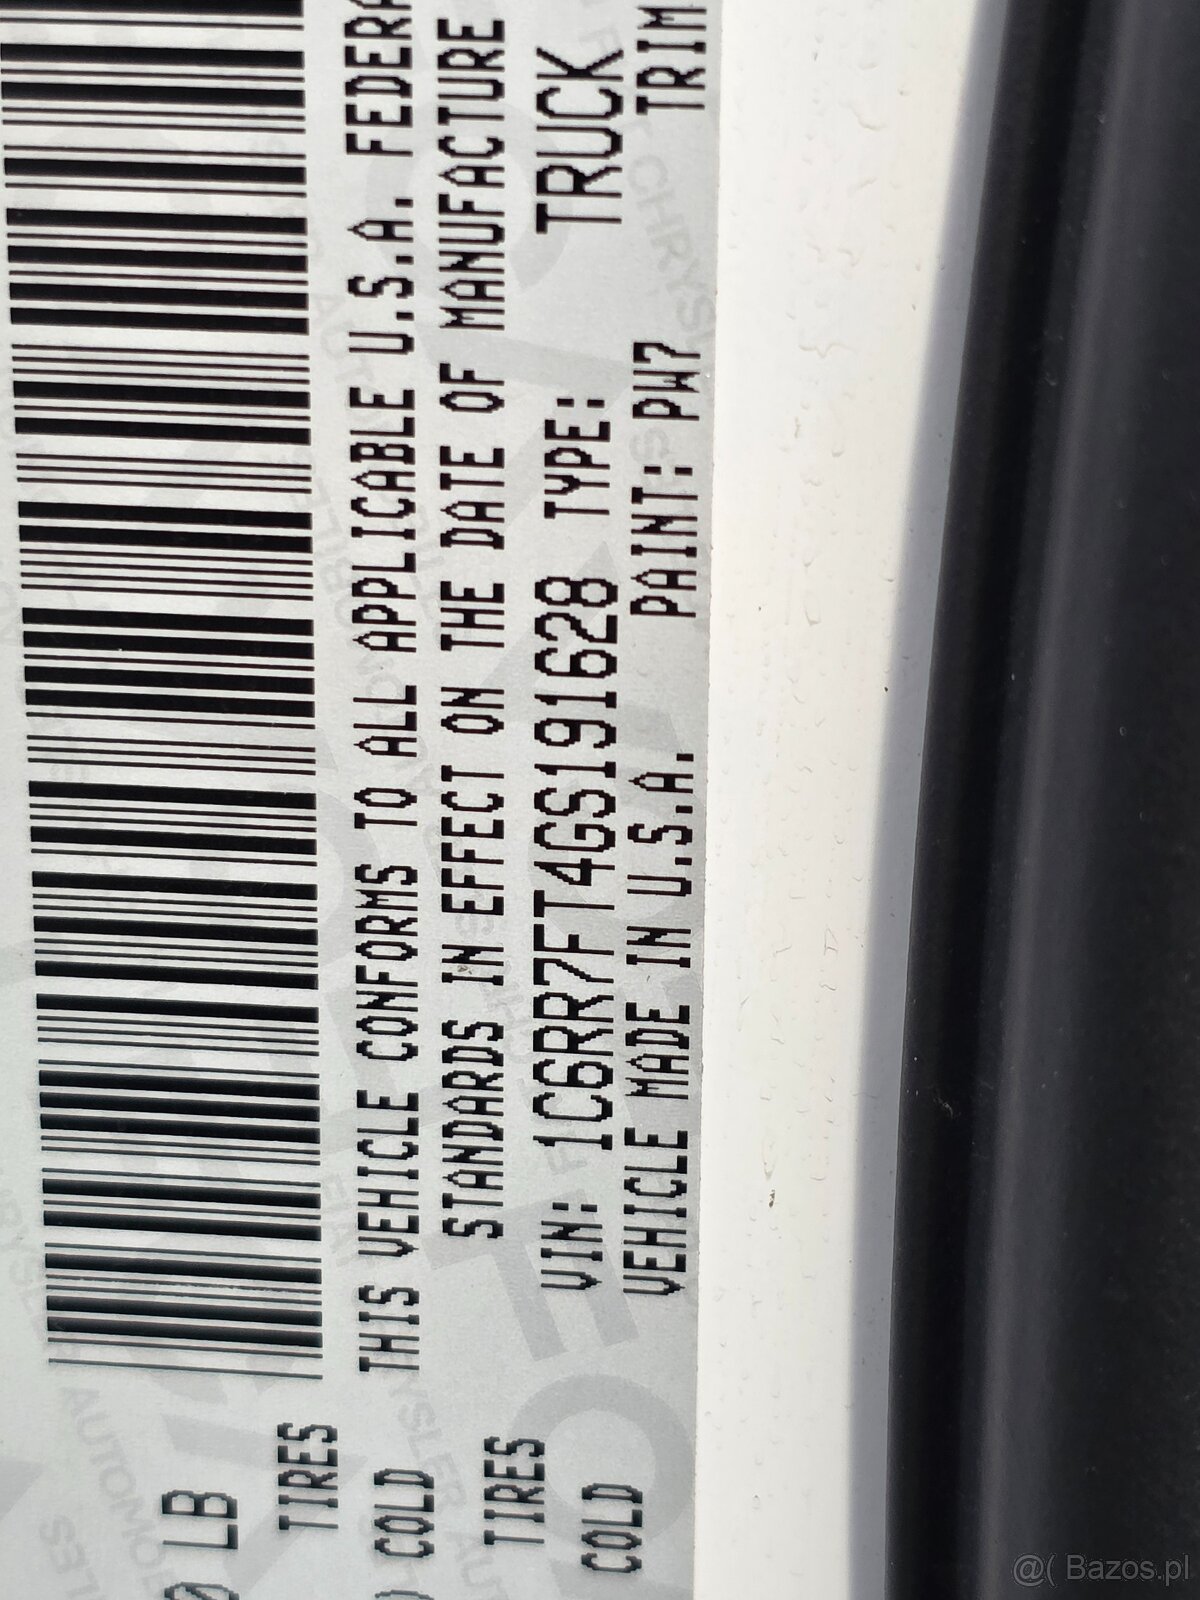 0 LB
TIRES
) COLD
TIRES
COLD
THIS VEHICLE CONFORMS TO ALL APPLICABLE U.S.A. FEDERA
STANDARDS IN EFFECT ON THE DATE OF MANUFACTURE
VIN: 1C6RR7FT4GS191628 TYPE: TRUCK
VEHICLE MADE IN U.S.A. PAINT: PW7 TRIM
@( Bazos.pl